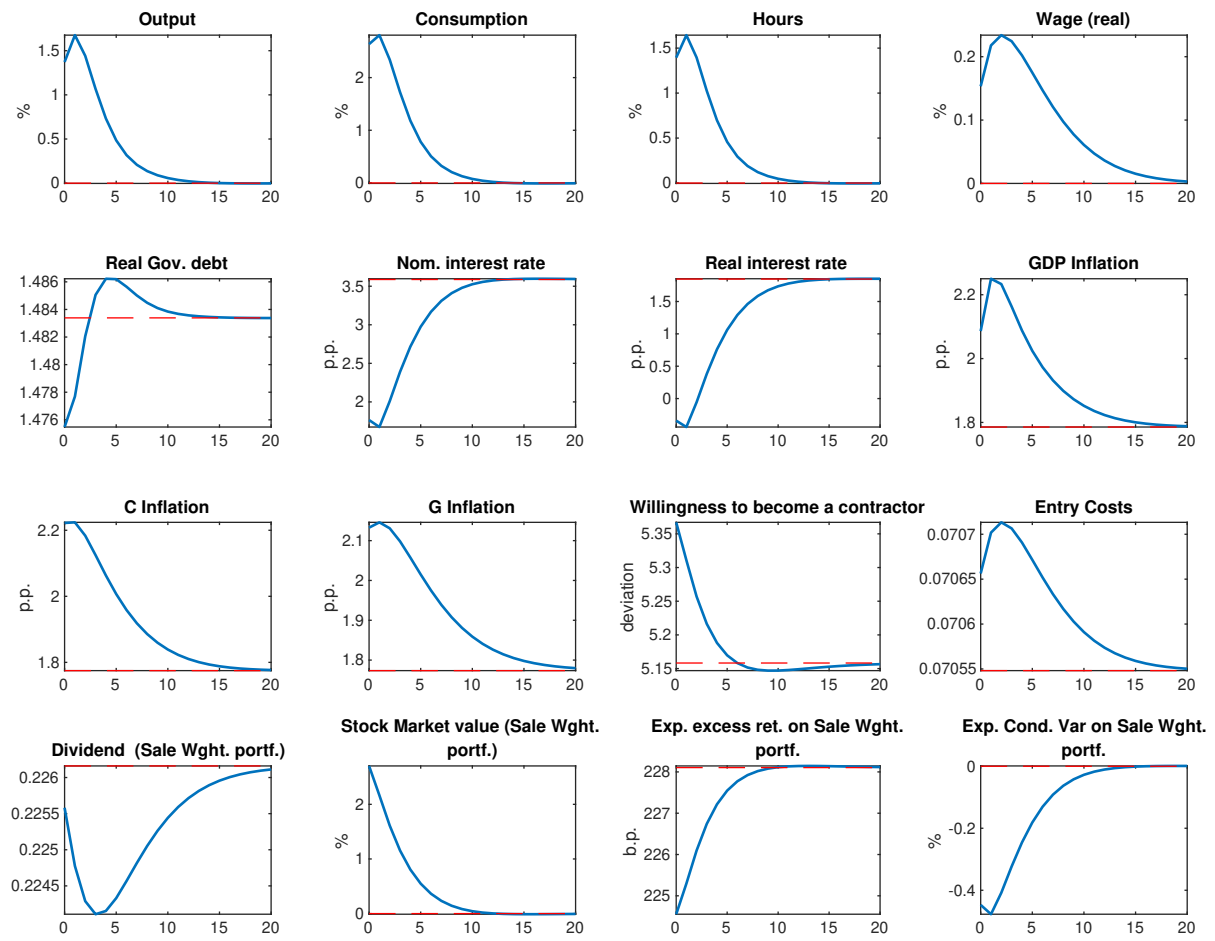 Output
%
1.5
1
0.5
0
0 5 10 15 20
Consumption
%
2
1
0
0 5 10 15 20
Hours
%
1.5
1
0.5
0
0 5 10 15 20
Wage (real)
%
0.2
0.1
0
0 5 10 15 20
Real Gov. debt
1.486
1.484
1.482
1.48
1.478
1.476
0 5 10 15 20
Nom. interest rate
p.p.
3.5
3
2.5
2
0 5 10 15 20
Real interest rate
p.p.
1.5
1
0.5
0
0 5 10 15 20
GDP Inflation
p.p.
2.2
2
1.8
0 5 10 15 20
C Inflation
p.p.
2.2
2
1.8
0 5 10 15 20
G Inflation
p.p.
2.1
2
1.9
1.8
0 5 10 15 20
Willingness to become a contractor
deviation
5.35
5.3
5.25
5.2
5.15
0 5 10 15 20
Entry Costs
0.0707
0.07065
0.0706
0.07055
0 5 10 15 20
Dividend (Sale Wght. portf.)
0.226
0.2255
0.225
0.2245
0 5 10 15 20
Stock Market value (Sale Wght.
portf.)
%
2
1
0
0 5 10 15 20
Exp. excess ret. on Sale Wght.
portf.
b.p.
228
227
226
225
0 5 10 15 20
Exp. Cond. Var on Sale Wght.
portf.
%
0
-0.2
-0.4
0 5 10 15 20